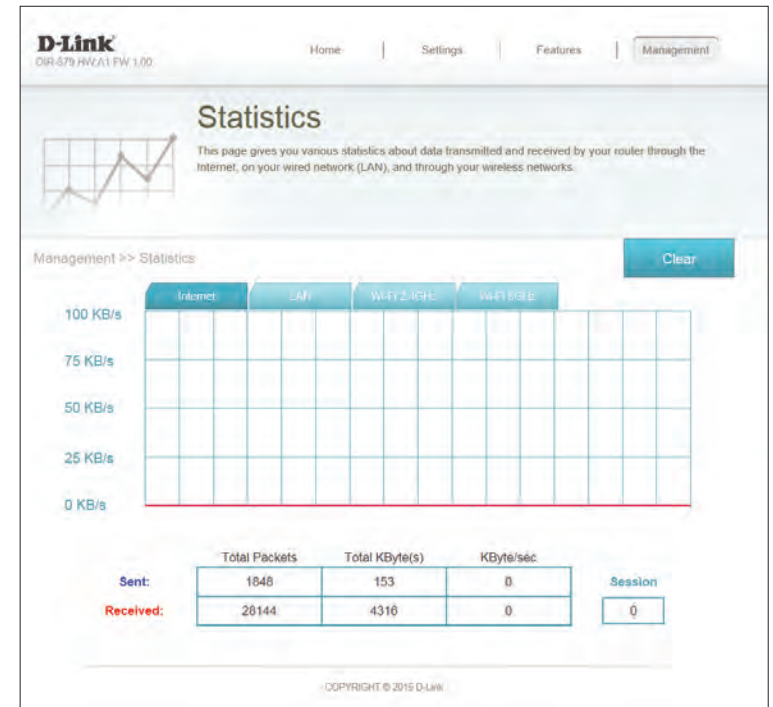 D-Link
DIR-879 HW:A1 FW:1.00
Home | Settings | Features | Management
Statistics
This page gives you various statistics about data transmitted and received by your router through the
Internet, on your wired network (LAN), and through your wireless networks.
Management >> Statistics
Clear
Internet LAN Wi-Fi 2.4GHz Wi-Fi 5GHz
100 KB/s
75 KB/s
50 KB/s
25 KB/s
0 KB/s
Total Packets Total KByte(s) KByte/sec
Sent: 1848 153 0 Session
Received: 28144 4316 0 0
COPYRIGHT © 2015 D-Link